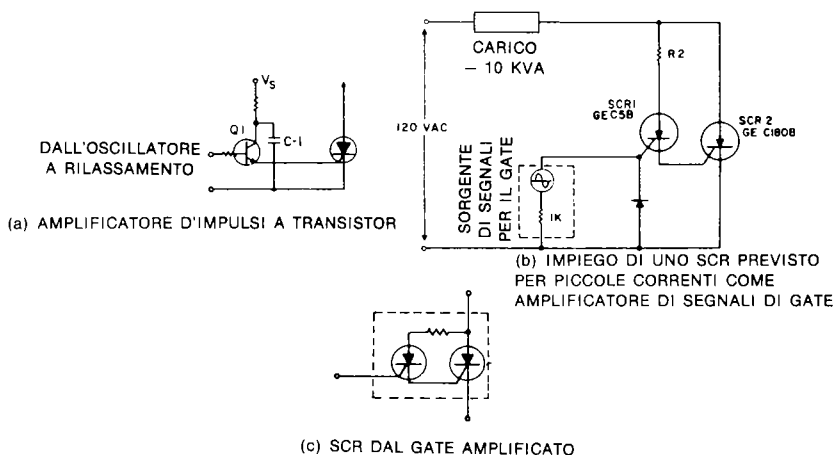 V_S
Q1
C-1
DALL'OSCILLATORE
A RILASSAMENTO
(a) AMPLIFICATORE D'IMPULSI A TRANSISTOR
CARICO
– 10 KVA
120 VAC
R2
SCR1
GE C5B
SCR 2
GE C180B
SORGENTE
DI SEGNALI
PER IL GATE
1K
(b) IMPIEGO DI UNO SCR PREVISTO
PER PICCOLE CORRENTI COME
AMPLIFICATORE DI SEGNALI DI GATE
(c) SCR DAL GATE AMPLIFICATO